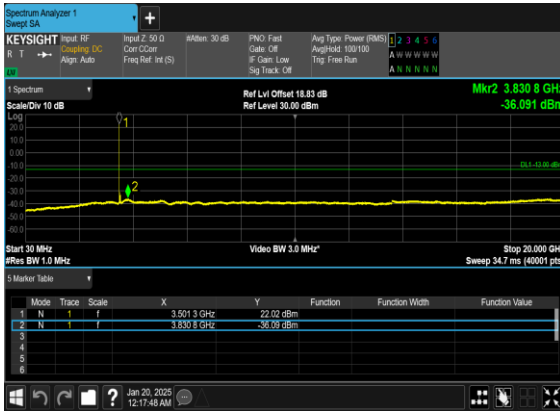 Spectrum Analyzer 1
Swept SA
+
KEYSIGHT Input: RF Input Z: 50 Ω #Atten: 30 dB PNO: Fast Avg Type: Power (RMS) 1 2 3 4 5 6
R T Coupling: DC Corr CCorr Gate: Off Avg|Hold: 100/100 A W W W W W
Align: Auto Freq Ref: Int (S) IF Gain: Low Trig: Free Run
Sig Track: Off A N N N N N
1 Spectrum Ref Lvl Offset 18.83 dB Mkr2 3.830 8 GHz
Scale/Div 10 dB Ref Level 30.00 dBm -36.091 dBm
Log
20.0
10.0
0.00
-10.0
-20.0
-30.0
-40.0
-50.0
-60.0
1
2
DL1 -13.00 dBm
Start 30 MHz Video BW 3.0 MHz* Stop 20.000 GHz
#Res BW 1.0 MHz Sweep 34.7 ms (40001 pts)
5 Marker Table
Mode Trace Scale X Y Function Function Width Function Value
1 N 1 f 3.501 3 GHz 22.02 dBm
2 N 1 f 3.830 8 GHz -36.09 dBm
3
4
5
6
? Jan 20, 2025
12:17:48 AM